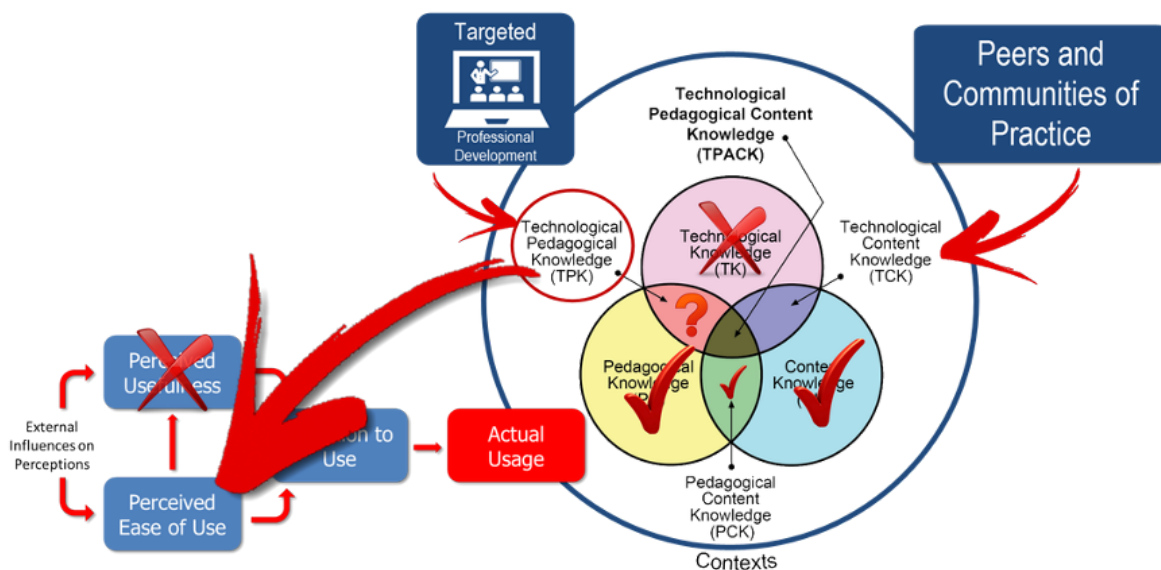 Targeted
Professional
Development
Peers and
Communities of
Practice
Technological
Pedagogical Content
Knowledge
(TPACK)
Technological
Pedagogical
Knowledge
(TPK)
Technological
Knowledge
(TK)
Technological
Content
Knowledge
(TCK)
Perceived
Usefulness
External
Influences on
Perceptions
to
Use
Actual
Usage
Perceived
Ease of Use
?
Pedagogical
Knowledge
Knowledge
Pedagogical
Content
Knowledge
(PCK)
Contexts